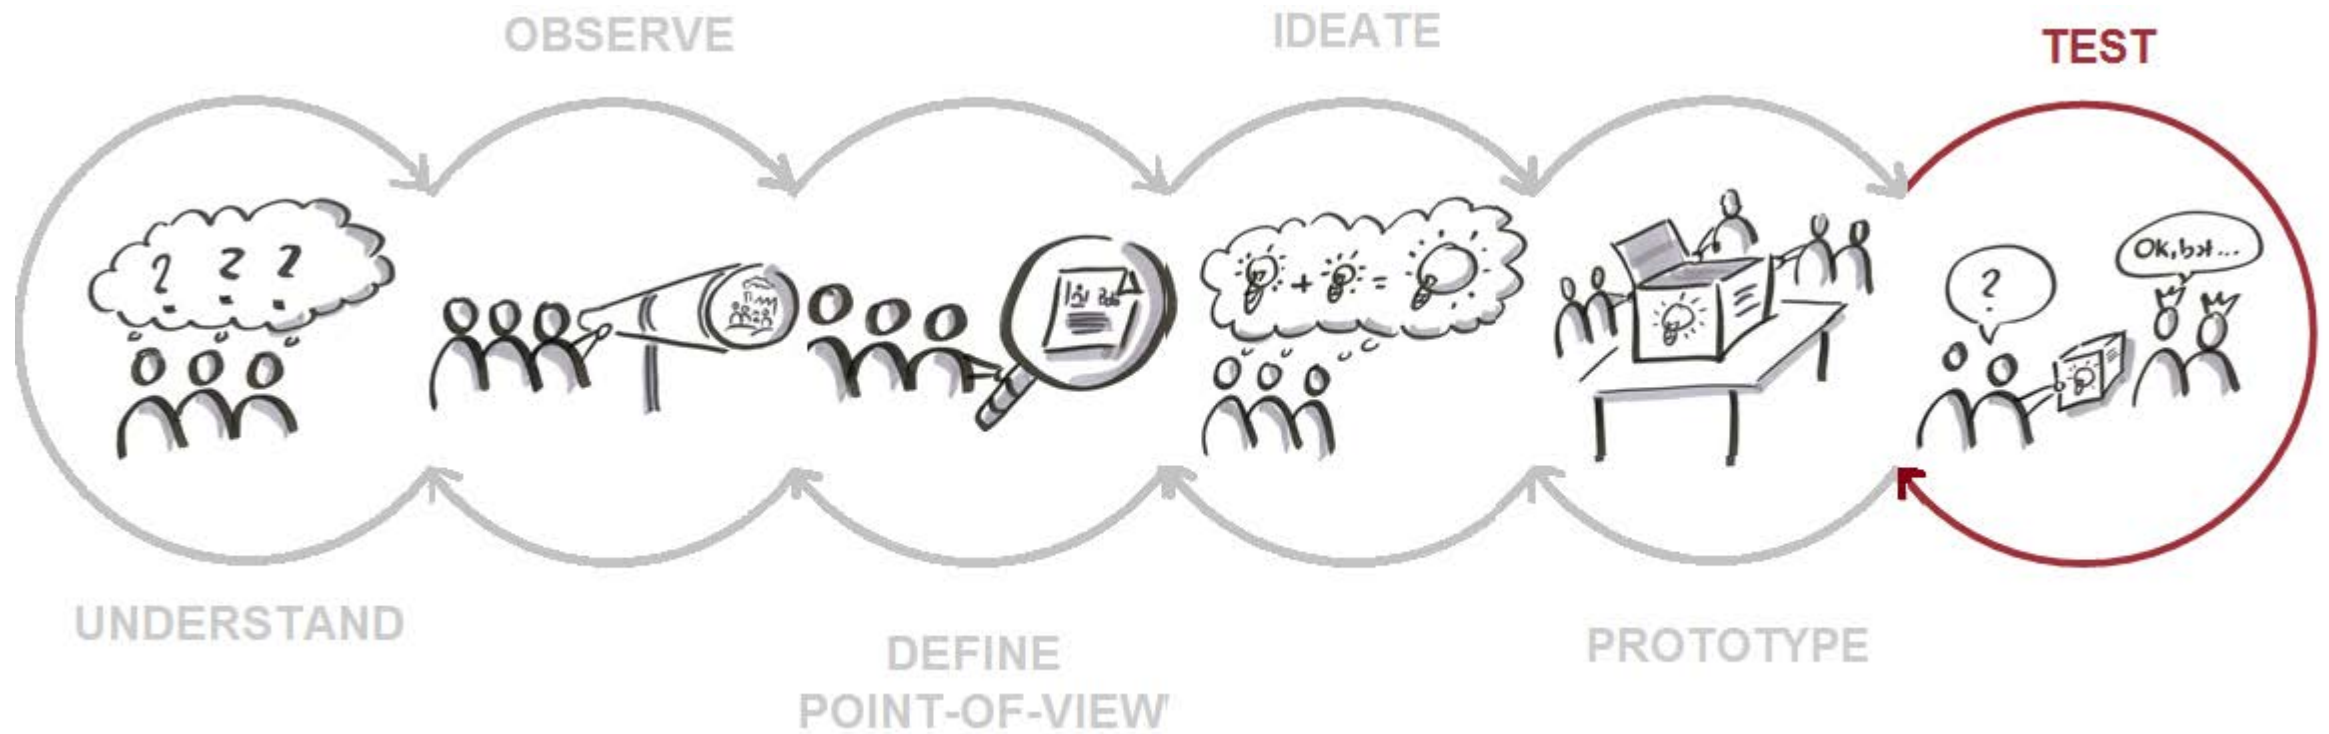 OBSERVE
IDEATE
TEST
? ? ?
+ =
?
Ok, but...
UNDERSTAND
DEFINE
POINT-OF-VIEW
PROTOTYPE